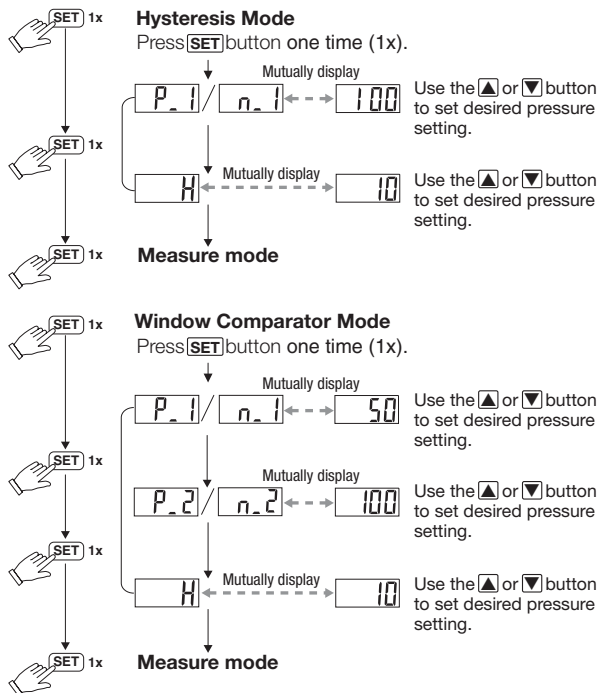 SET 1x
Hysteresis Mode
Press SET button one time (1x).
Mutually display
P_1 / n_1 100
Use the ▲ or ▼ button
to set desired pressure
setting.
SET 1x
Mutually display
H 10
Use the ▲ or ▼ button
to set desired pressure
setting.
SET 1x
Measure mode
SET 1x
Window Comparator Mode
Press SET button one time (1x).
Mutually display
P_1 / n_1 50
Use the ▲ or ▼ button
to set desired pressure
setting.
SET 1x
Mutually display
P_2 / n_2 100
Use the ▲ or ▼ button
to set desired pressure
setting.
SET 1x
Mutually display
H 10
Use the ▲ or ▼ button
to set desired pressure
setting.
SET 1x
Measure mode